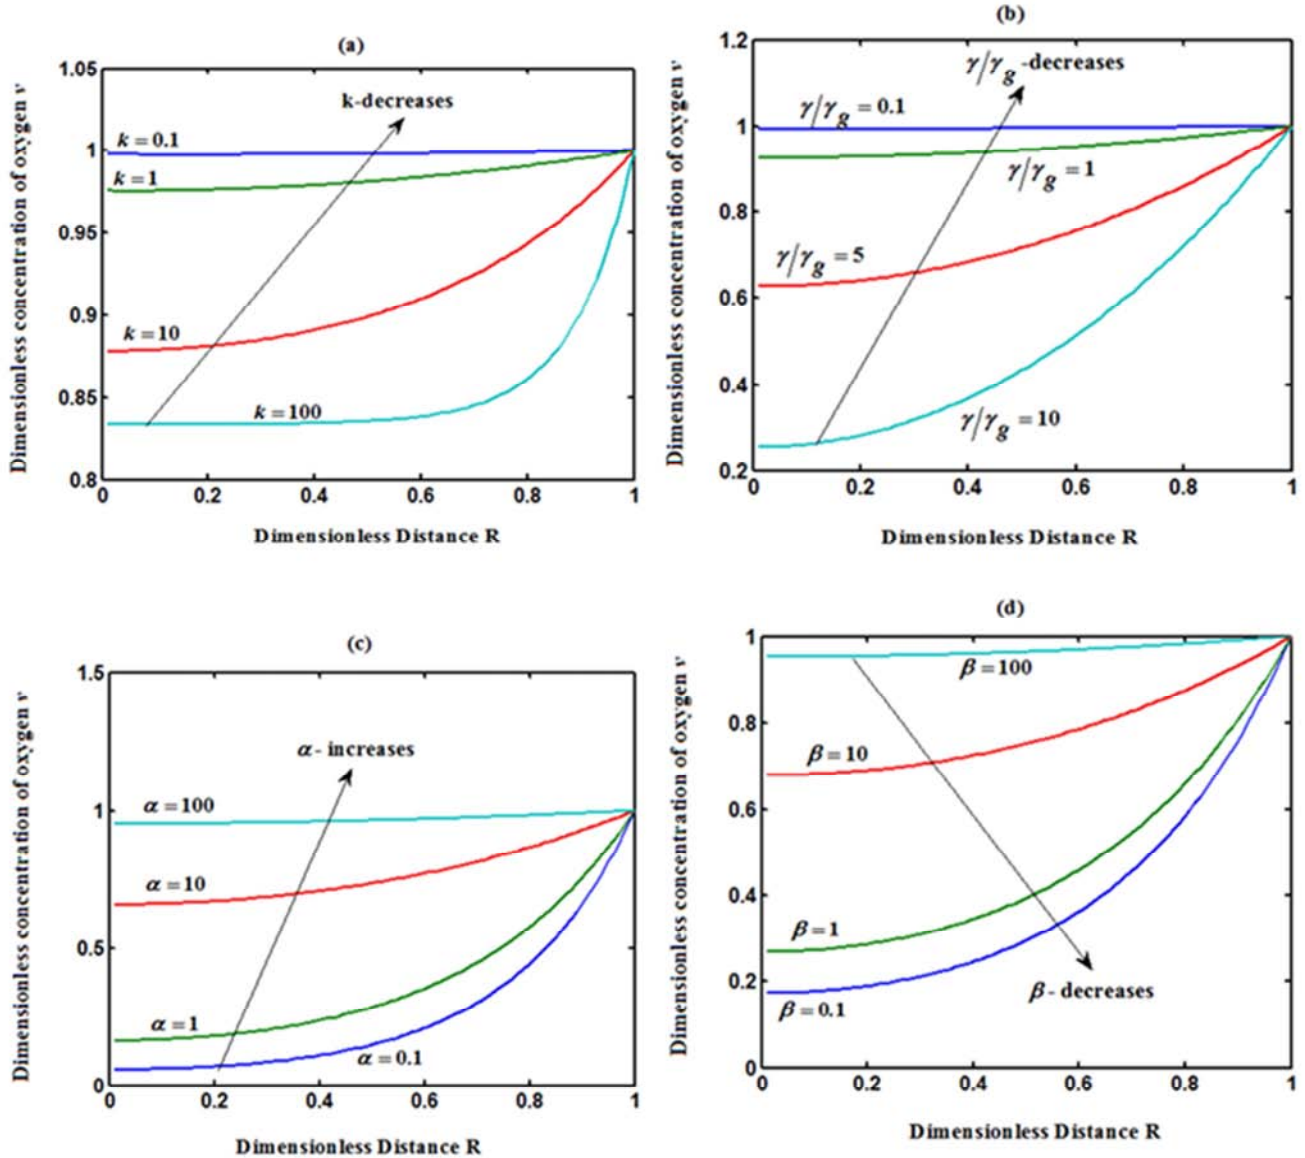 (a)
Dimensionless concentration of oxygen v
1.05
1
0.95
0.9
0.85
0.8
k-decreases
k = 0.1
k = 1
k = 10
k = 100
0 0.2 0.4 0.6 0.8 1
Dimensionless Distance R
(b)
Dimensionless concentration of oxygen v
1.2
1
0.8
0.6
0.4
0.2
γ/γg -decreases
γ/γg = 0.1
γ/γg = 1
γ/γg = 5
γ/γg = 10
0 0.2 0.4 0.6 0.8 1
Dimensionless Distance R
(c)
Dimensionless concentration of oxygen v
1.5
1
0.5
0
α- increases
α = 100
α = 10
α = 1
α = 0.1
0 0.2 0.4 0.6 0.8 1
Dimensionless Distance R
(d)
Dimensionless concentration of oxygen v
1
0.8
0.6
0.4
0.2
0
β = 100
β = 10
β = 1
β- decreases
β = 0.1
0 0.2 0.4 0.6 0.8 1
Dimensionless Distance R